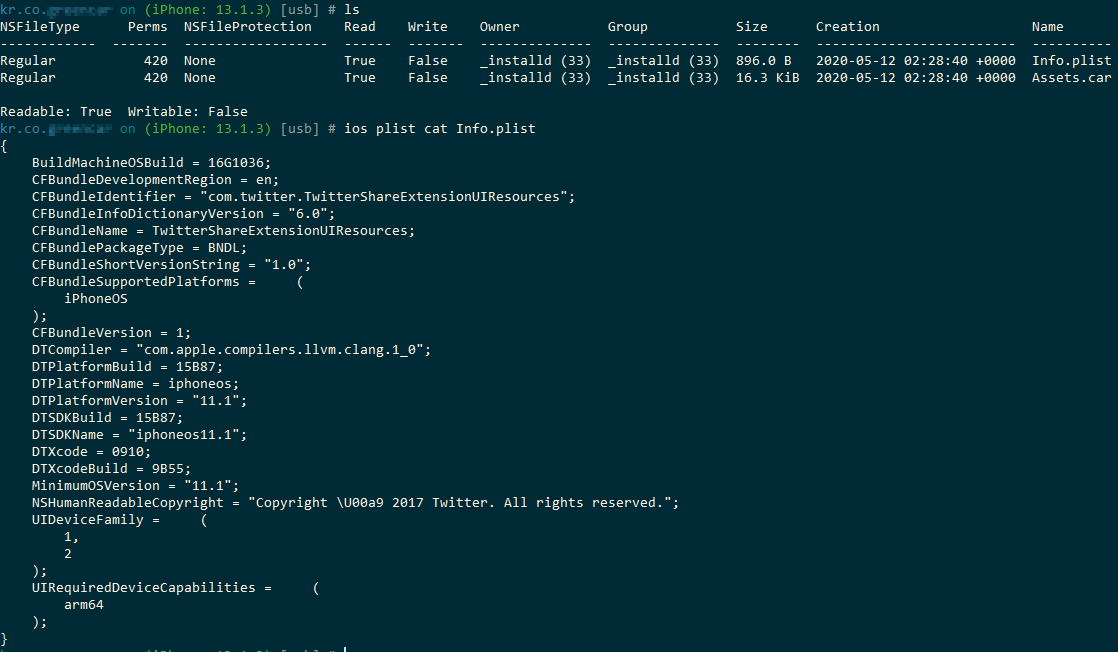 kr.co. on (iPhone: 13.1.3) [usb] # ls
NSFileType Perms NSFileProtection Read Write Owner Group Size Creation Name
------------ ------- ------------------ ------ ------- -------------- -------------- -------- ------------------------- ----------
Regular 420 None True False _installd (33) _installd (33) 896.0 B 2020-05-12 02:28:40 +0000 Info.plist
Regular 420 None True False _installd (33) _installd (33) 16.3 KiB 2020-05-12 02:28:40 +0000 Assets.car
Readable: True Writable: False
kr.co. on (iPhone: 13.1.3) [usb] # ios plist cat Info.plist
{
BuildMachineOSBuild = 16G1036;
CFBundleDevelopmentRegion = en;
CFBundleIdentifier = "com.twitter.TwitterShareExtensionUIResources";
CFBundleInfoDictionaryVersion = "6.0";
CFBundleName = TwitterShareExtensionUIResources;
CFBundlePackageType = BNDL;
CFBundleShortVersionString = "1.0";
CFBundleSupportedPlatforms = (
iPhoneOS
);
CFBundleVersion = 1;
DTCompiler = "com.apple.compilers.llvm.clang.1_0";
DTPlatformBuild = 15B87;
DTPlatformName = iphoneos;
DTPlatformVersion = "11.1";
DTSDKBuild = 15B87;
DTSDKName = "iphoneos11.1";
DTXcode = 0910;
DTXcodeBuild = 9B55;
MinimumOSVersion = "11.1";
NSHumanReadableCopyright = "Copyright \U00a9 2017 Twitter. All rights reserved.";
UIDeviceFamily = (
1,
2
);
UIRequiredDeviceCapabilities = (
arm64
);
}